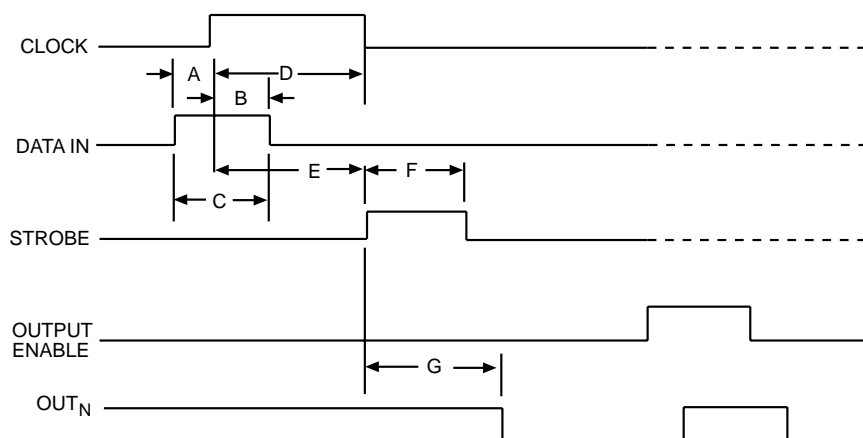 CLOCK
A
D
B
DATA IN
E
F
C
STROBE
OUTPUT
ENABLE
G
OUTN